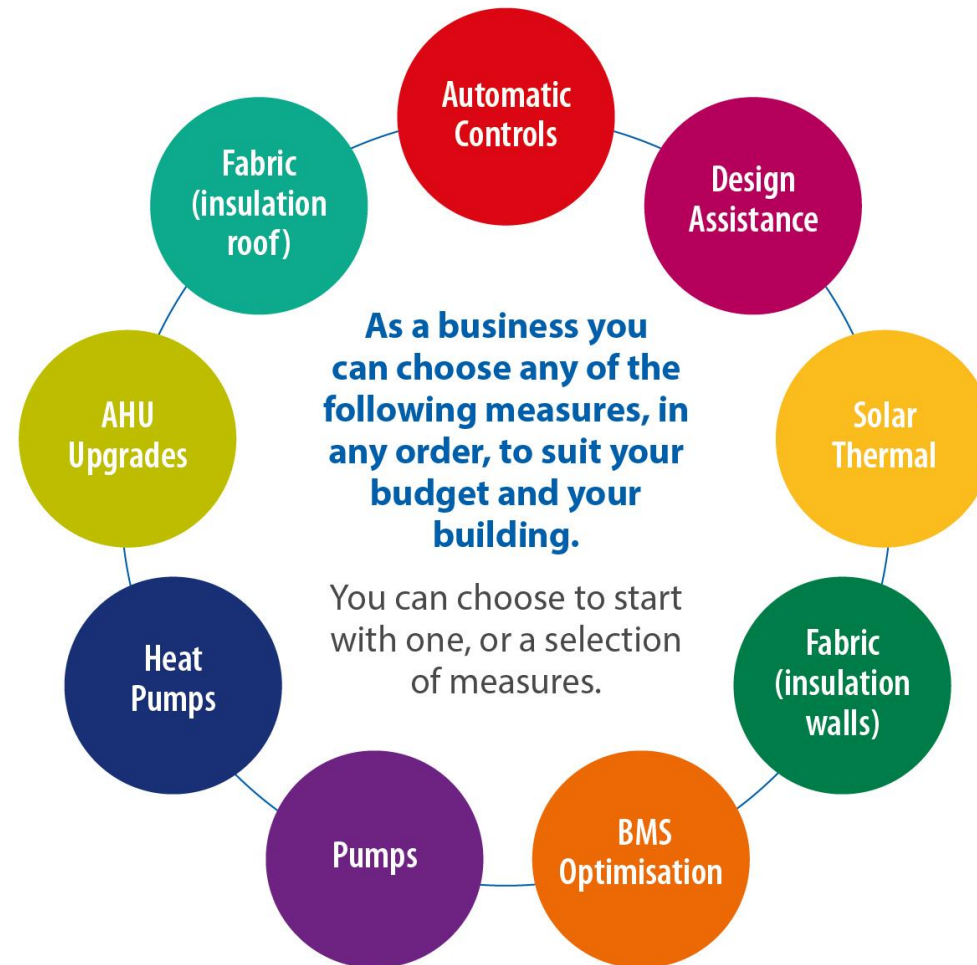 Automatic
Controls
Design
Assistance
Solar
Thermal
Fabric
(insulation
walls)
BMS
Optimisation
Pumps
Heat
Pumps
AHU
Upgrades
Fabric
(insulation
roof)
As a business you
can choose any of the
following measures, in
any order, to suit your
budget and your
building.
You can choose to start
with one, or a selection
of measures.